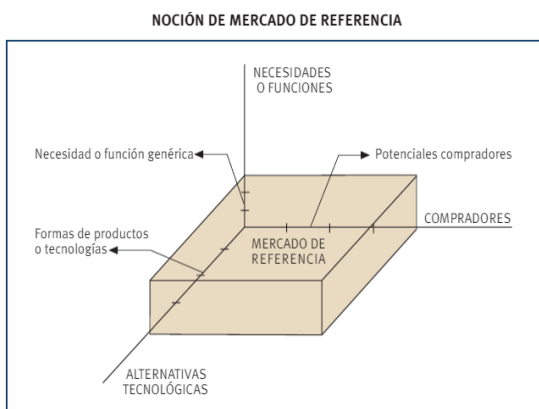 NOCIÓN DE MERCADO DE REFERENCIA
NECESIDADES
O FUNCIONES
Necesidad o función genérica
Potenciales compradores
Formas de productos
o tecnologías
COMPRADORES
MERCADO DE
REFERENCIA
ALTERNATIVAS
TECNOLÓGICAS